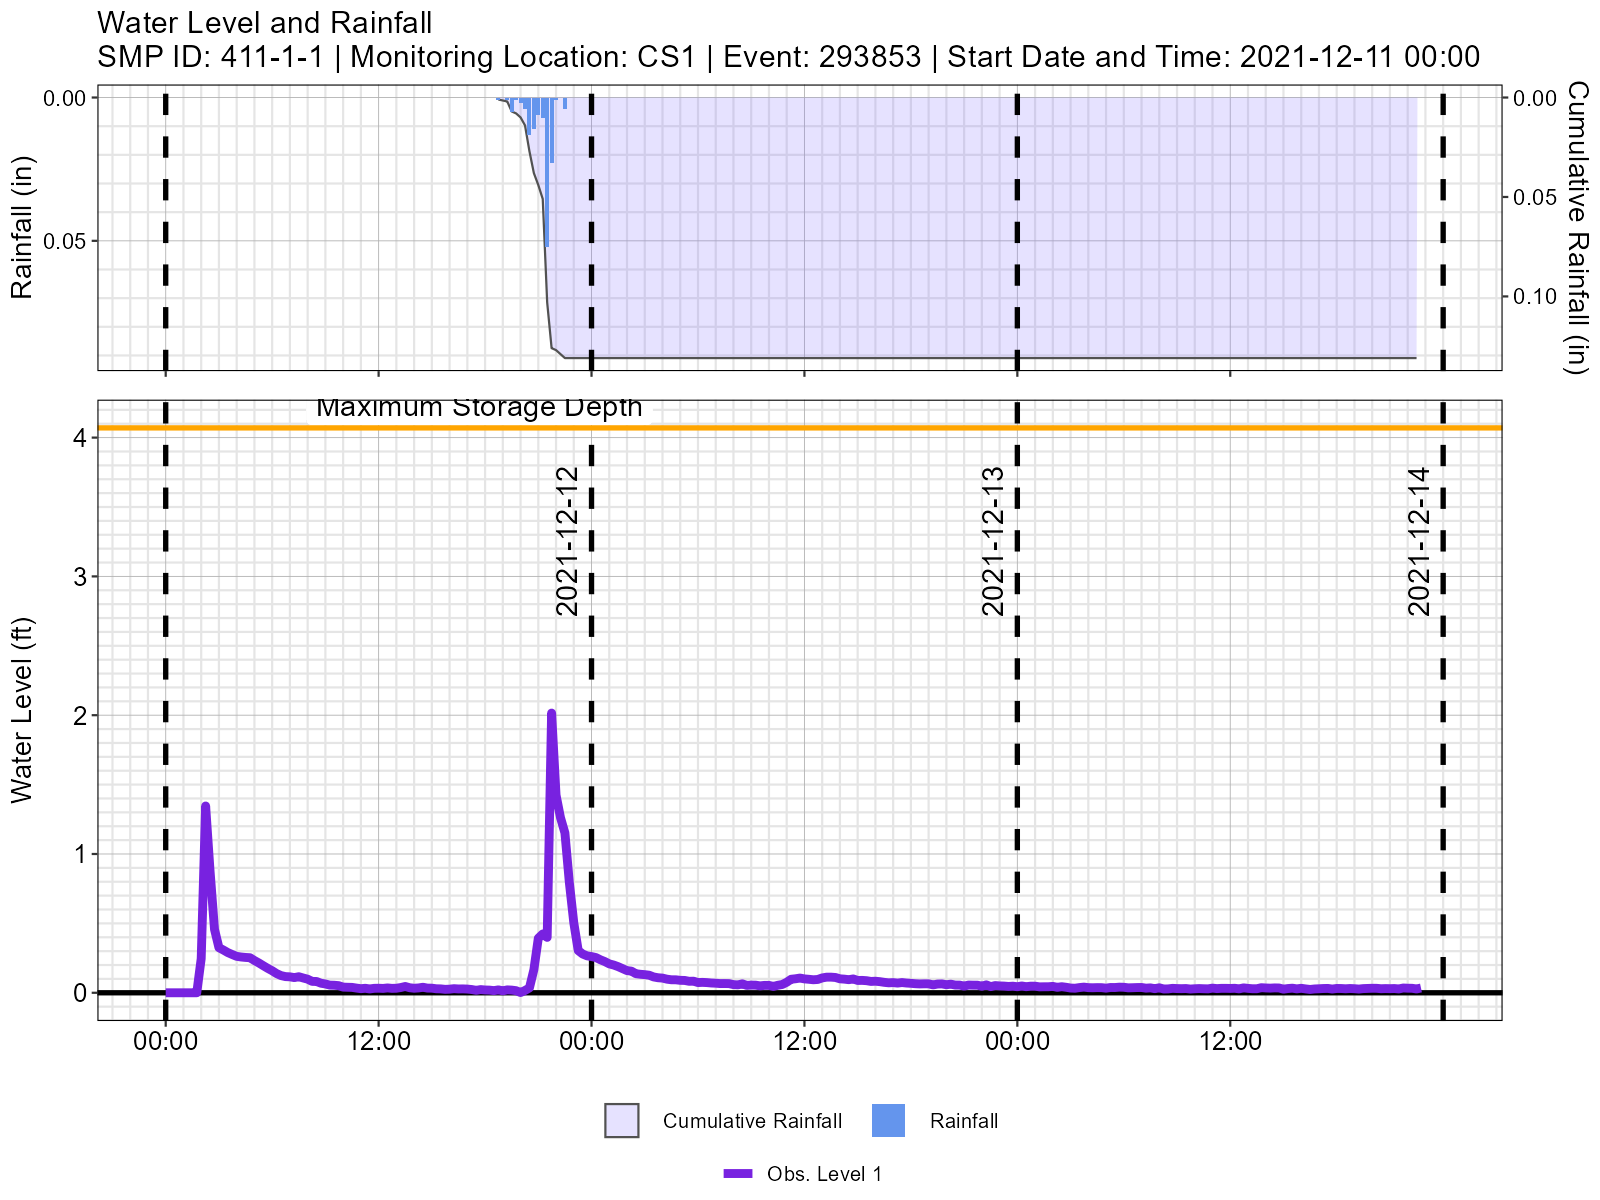 Water Level and Rainfall
SMP ID: 411-1-1 | Monitoring Location: CS1 | Event: 293853 | Start Date and Time: 2021-12-11 00:00
0.00
0.05
Rainfall (in)
0.00
0.05
0.10
Cumulative Rainfall (in)
Maximum Storage Depth
4
3
2
1
0
Water Level (ft)
2021-12-12
2021-12-13
2021-12-14
00:00 12:00 00:00 12:00 00:00 12:00
Cumulative Rainfall Rainfall
Obs. Level 1